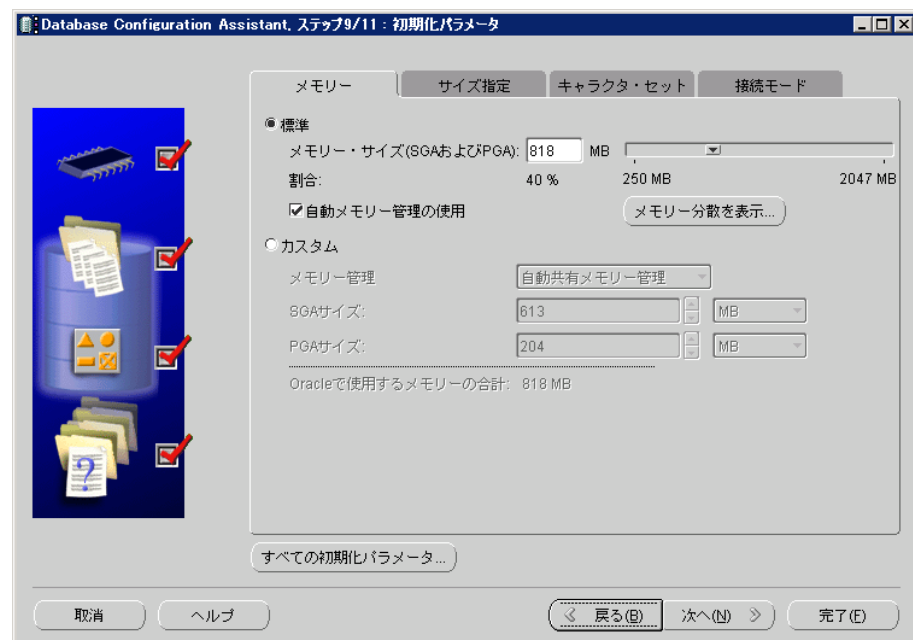 Database Configuration Assistant, ステップ9/11 : 初期化パラメータ
メモリー サイズ指定 キャラクタ・セット 接続モード
標準
メモリー・サイズ(SGAおよびPGA): 818 MB
割合: 40 % 250 MB 2047 MB
自動メモリー管理の使用 メモリー分散を表示...
カスタム
メモリー管理 自動共有メモリー管理
SGAサイズ: 613 MB
PGAサイズ: 204 MB
Oracleで使用するメモリーの合計: 818 MB
?
すべての初期化パラメータ...
取消 ヘルプ 戻る(B) 次へ(N) 完了(F)